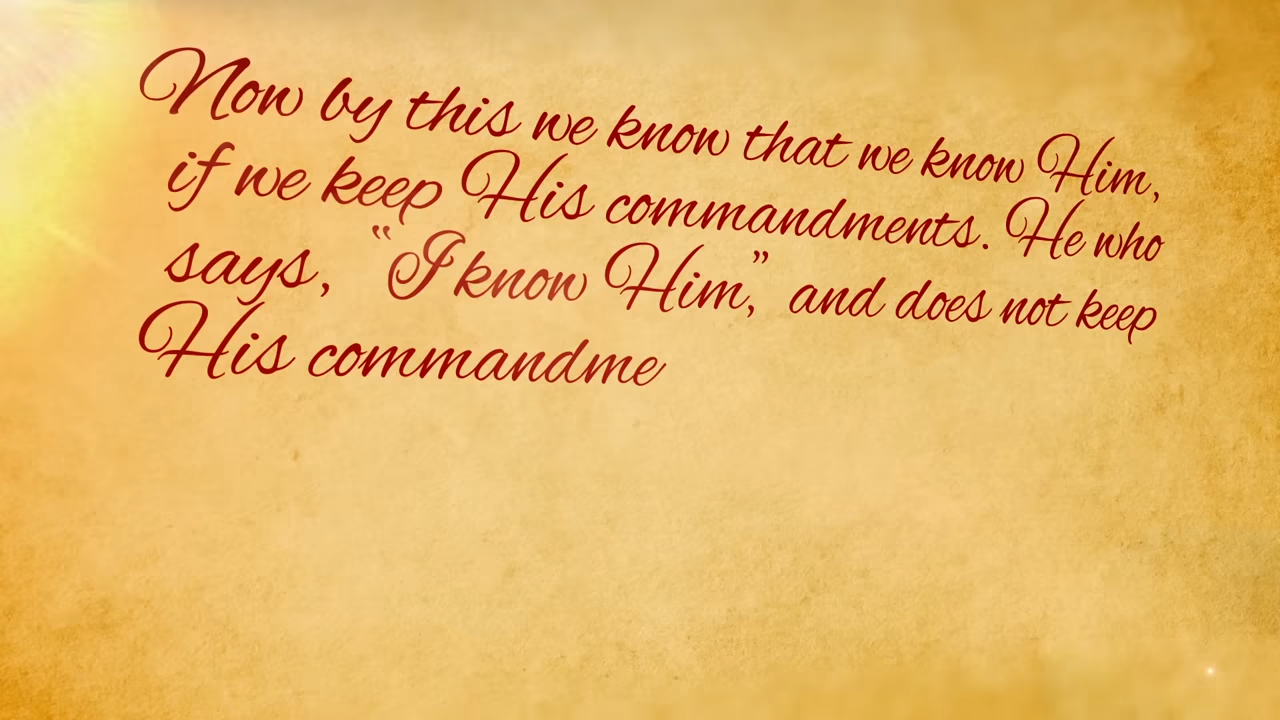 Now by this we know that we know Him,
if we keep His commandments. He who
says, “I know Him,” and does not keep
His commandme